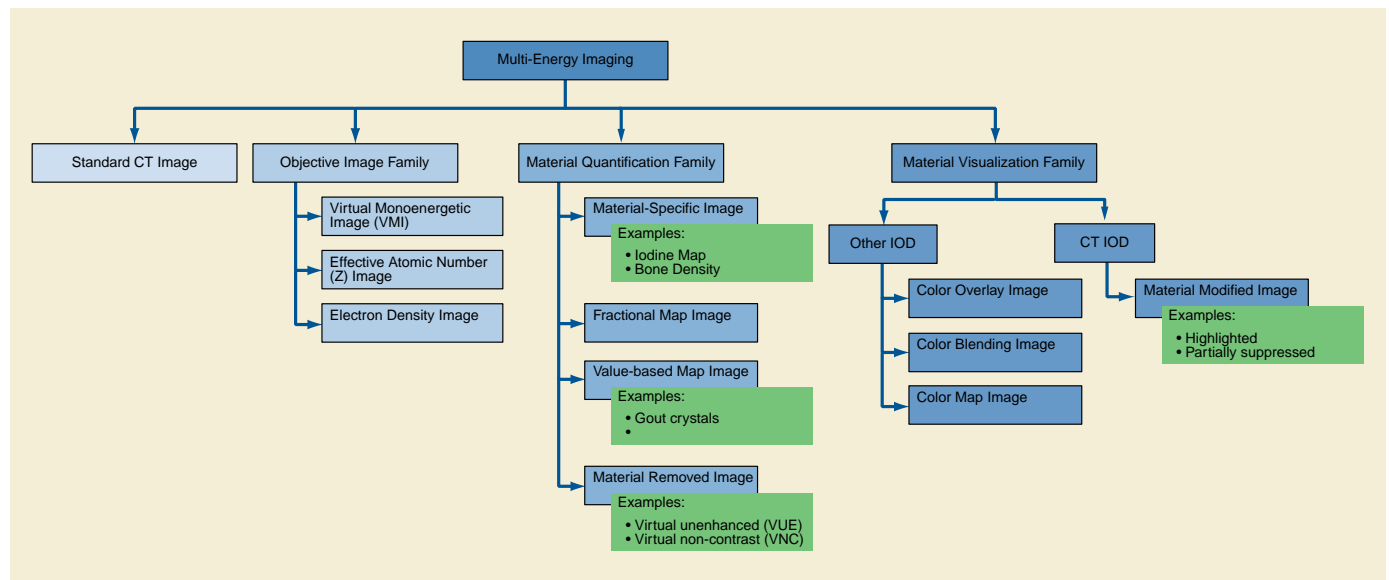 Multi-Energy Imaging
Standard CT Image
Objective Image Family
Virtual Monoenergetic
Image (VMI)
Effective Atomic Number
(Z) Image
Electron Density Image
Material Quantification Family
Material-Specific Image
Examples:
• Iodine Map
• Bone Density
Fractional Map Image
Value-based Map Image
Examples:
• Gout crystals
•
Material Removed Image
Examples:
• Virtual unenhanced (VUE)
• Virtual non-contrast (VNC)
Material Visualization Family
Other IOD
Color Overlay Image
Color Blending Image
Color Map Image
CT IOD
Material Modified Image
Examples:
• Highlighted
• Partially suppressed